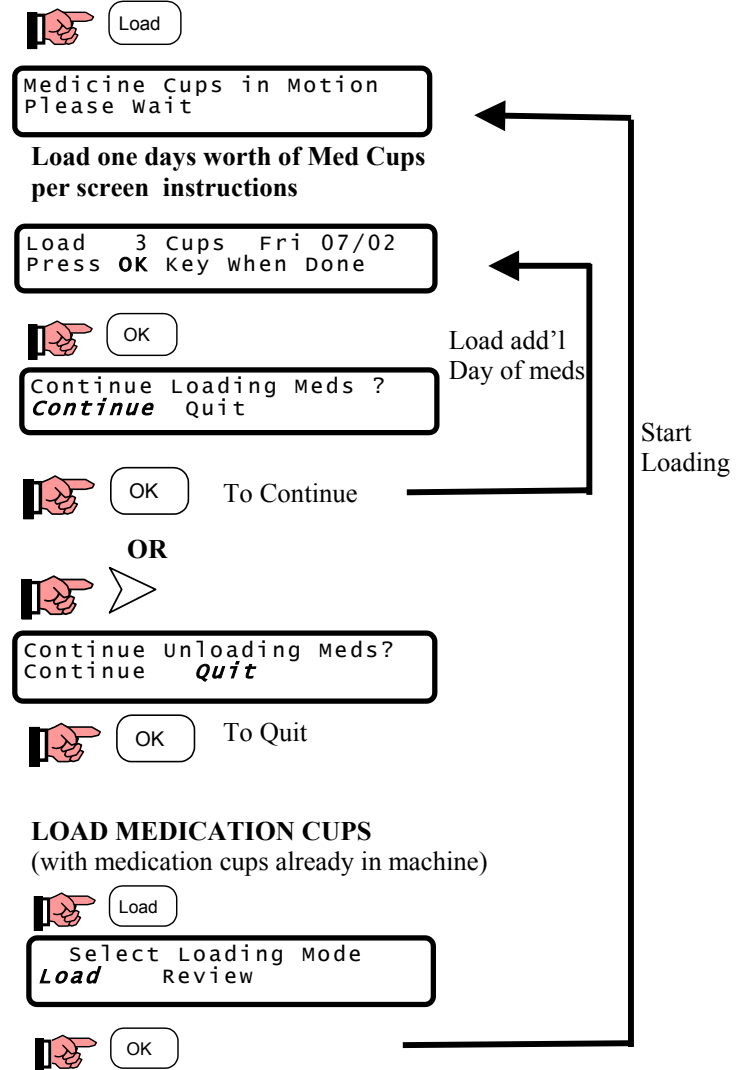 Load
Medicine Cups in Motion
Please Wait
Load one days worth of Med Cups
per screen instructions
Load 3 Cups Fri 07/02
Press OK Key When Done
OK
Load add’l
Day of meds
Continue Loading Meds ?
Continue Quit
Start
Loading
OK To Continue
OR
Continue Unloading Meds?
Continue Quit
OK To Quit
LOAD MEDICATION CUPS
(with medication cups already in machine)
Load
Select Loading Mode
Load Review
OK